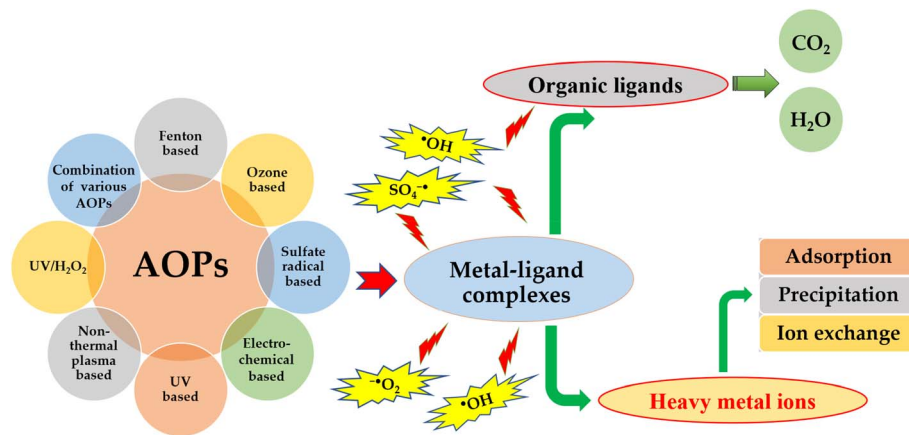 Fenton
based
Combination
of various
AOPs
Ozone
based
UV/H₂O₂
AOPs
Sulfate
radical
based
Non-
thermal
plasma
based
Electro-
chemical
based
UV
based
•OH
SO₄⁻•
Metal-ligand
complexes
⁻•O₂
•OH
Organic ligands
CO₂
H₂O
Adsorption
Precipitation
Ion exchange
Heavy metal ions